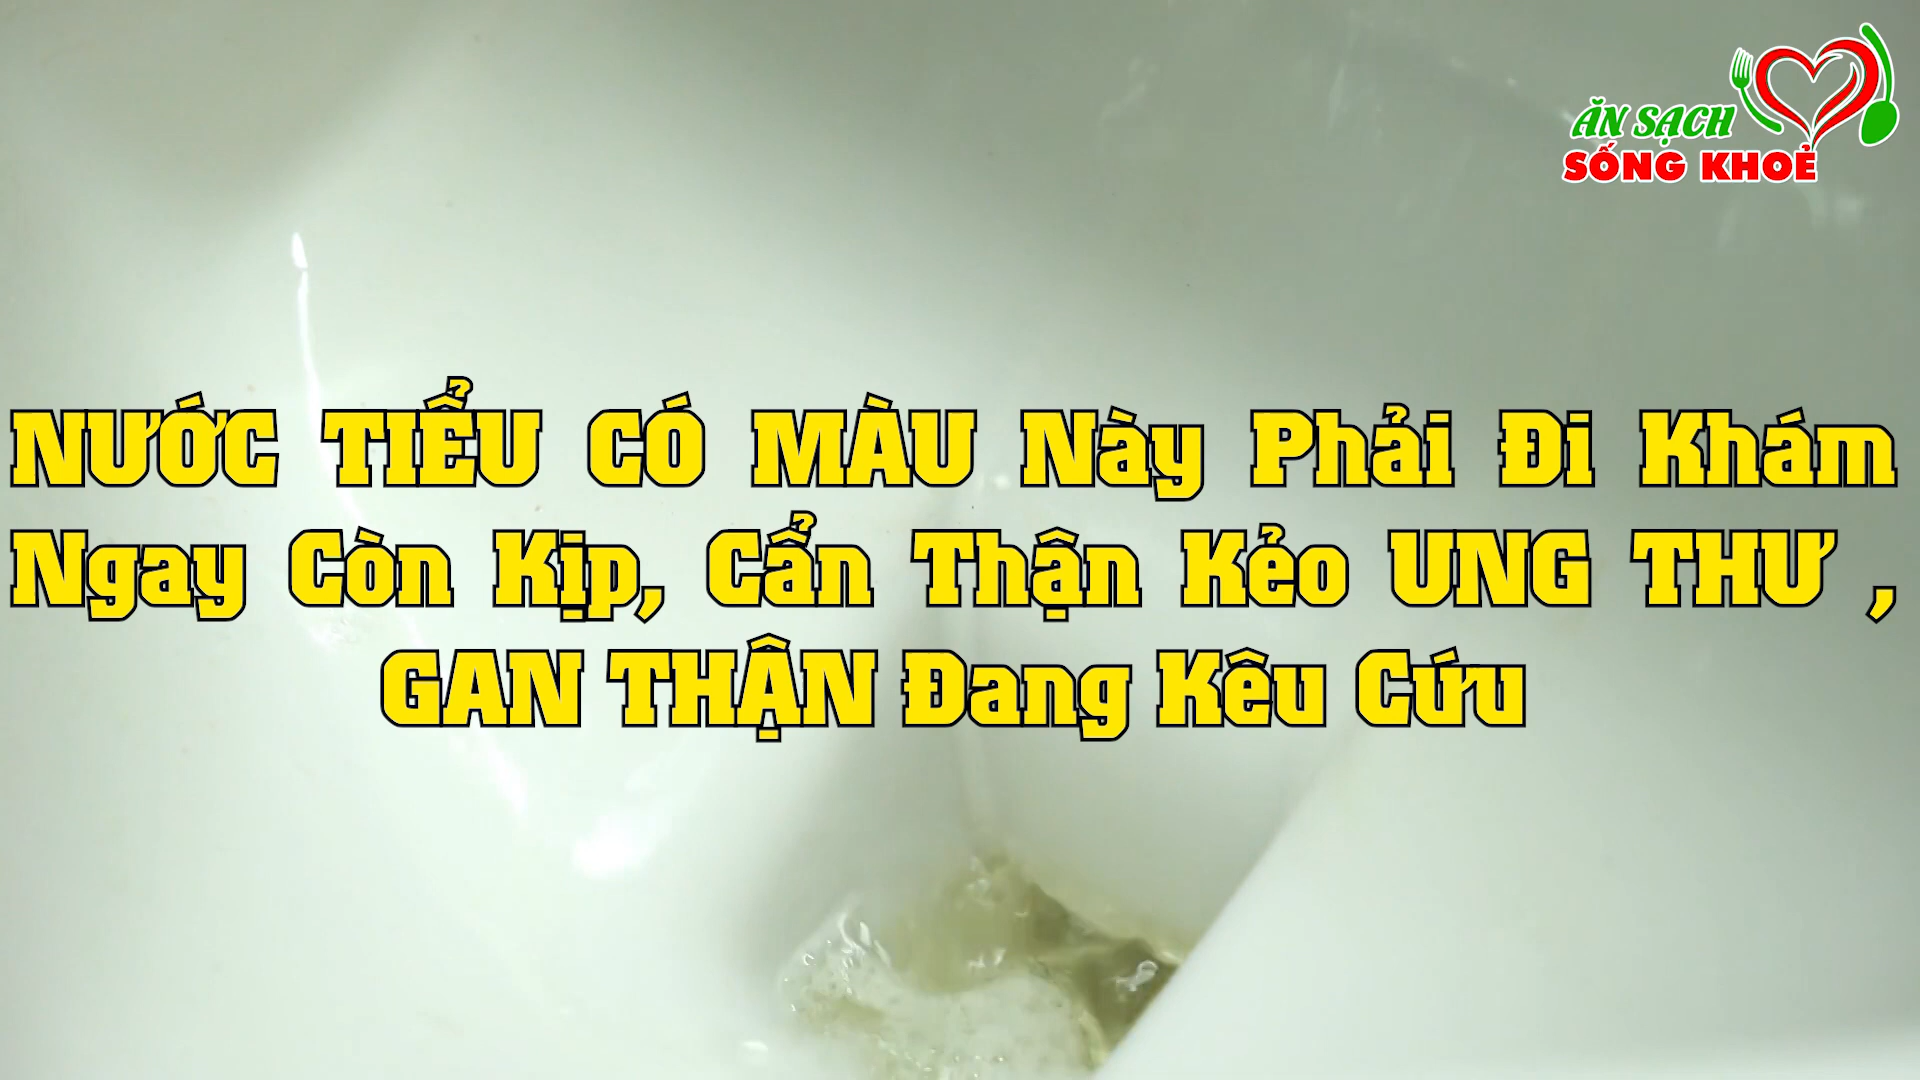 ĂN SẠCH
SỐNG KHOẺ
NƯỚC TIỂU CÓ MÀU Này Phải Đi Khám
Ngay Còn Kịp, Cẩn Thận Kẻo UNG THƯ ,
GAN THẬN Đang Kêu Cứu